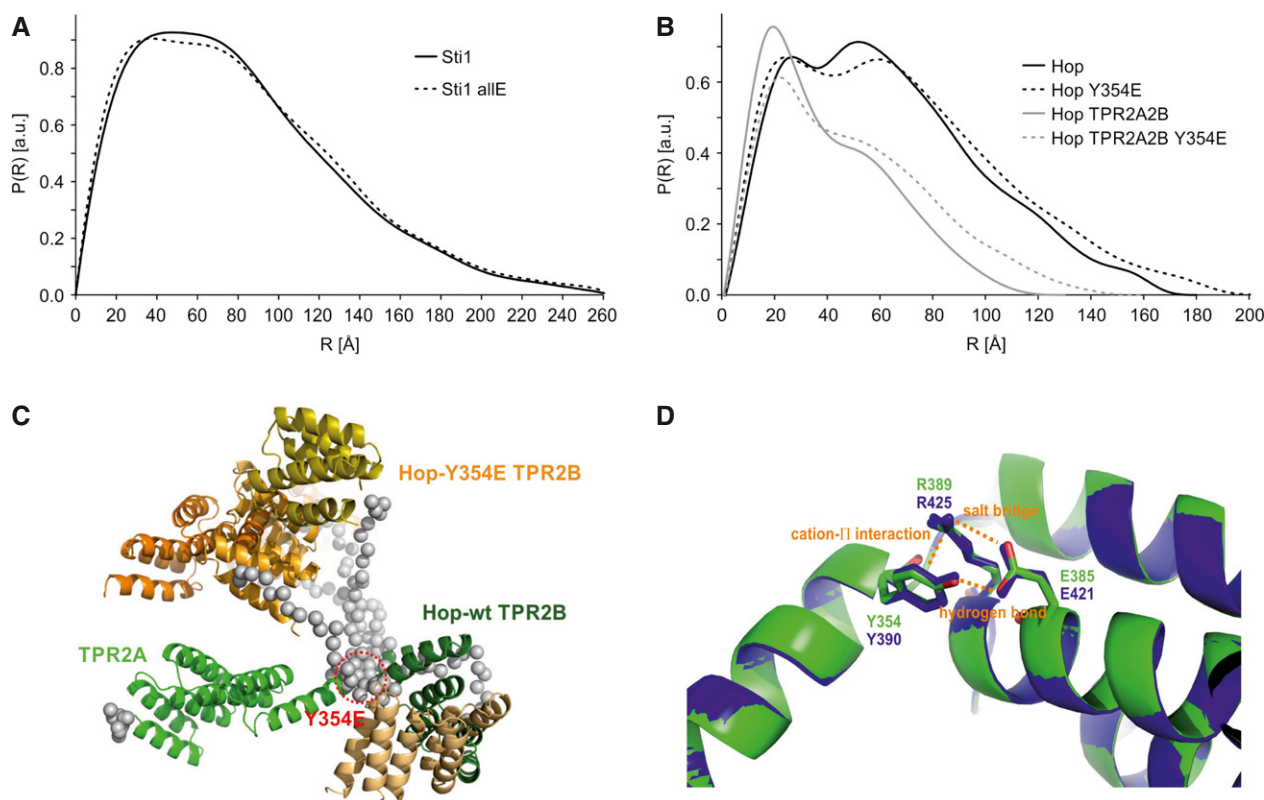 A
P(R) [a.u.]
0.8
0.6
0.4
0.2
0.0
0 20 40 60 80 100 120 140 160 180 200 220 240 260
R [Å]
Sti1
Sti1 allE
B
P(R) [a.u.]
0.6
0.4
0.2
0.0
0 20 40 60 80 100 120 140 160 180 200
R [Å]
Hop
Hop Y354E
Hop TPR2A2B
Hop TPR2A2B Y354E
C
Hop-Y354E TPR2B
Hop-wt TPR2B
TPR2A
Y354E
D
R389
R425
salt bridge
cation-Π interaction
E385
E421
hydrogen bond
Y354
Y390